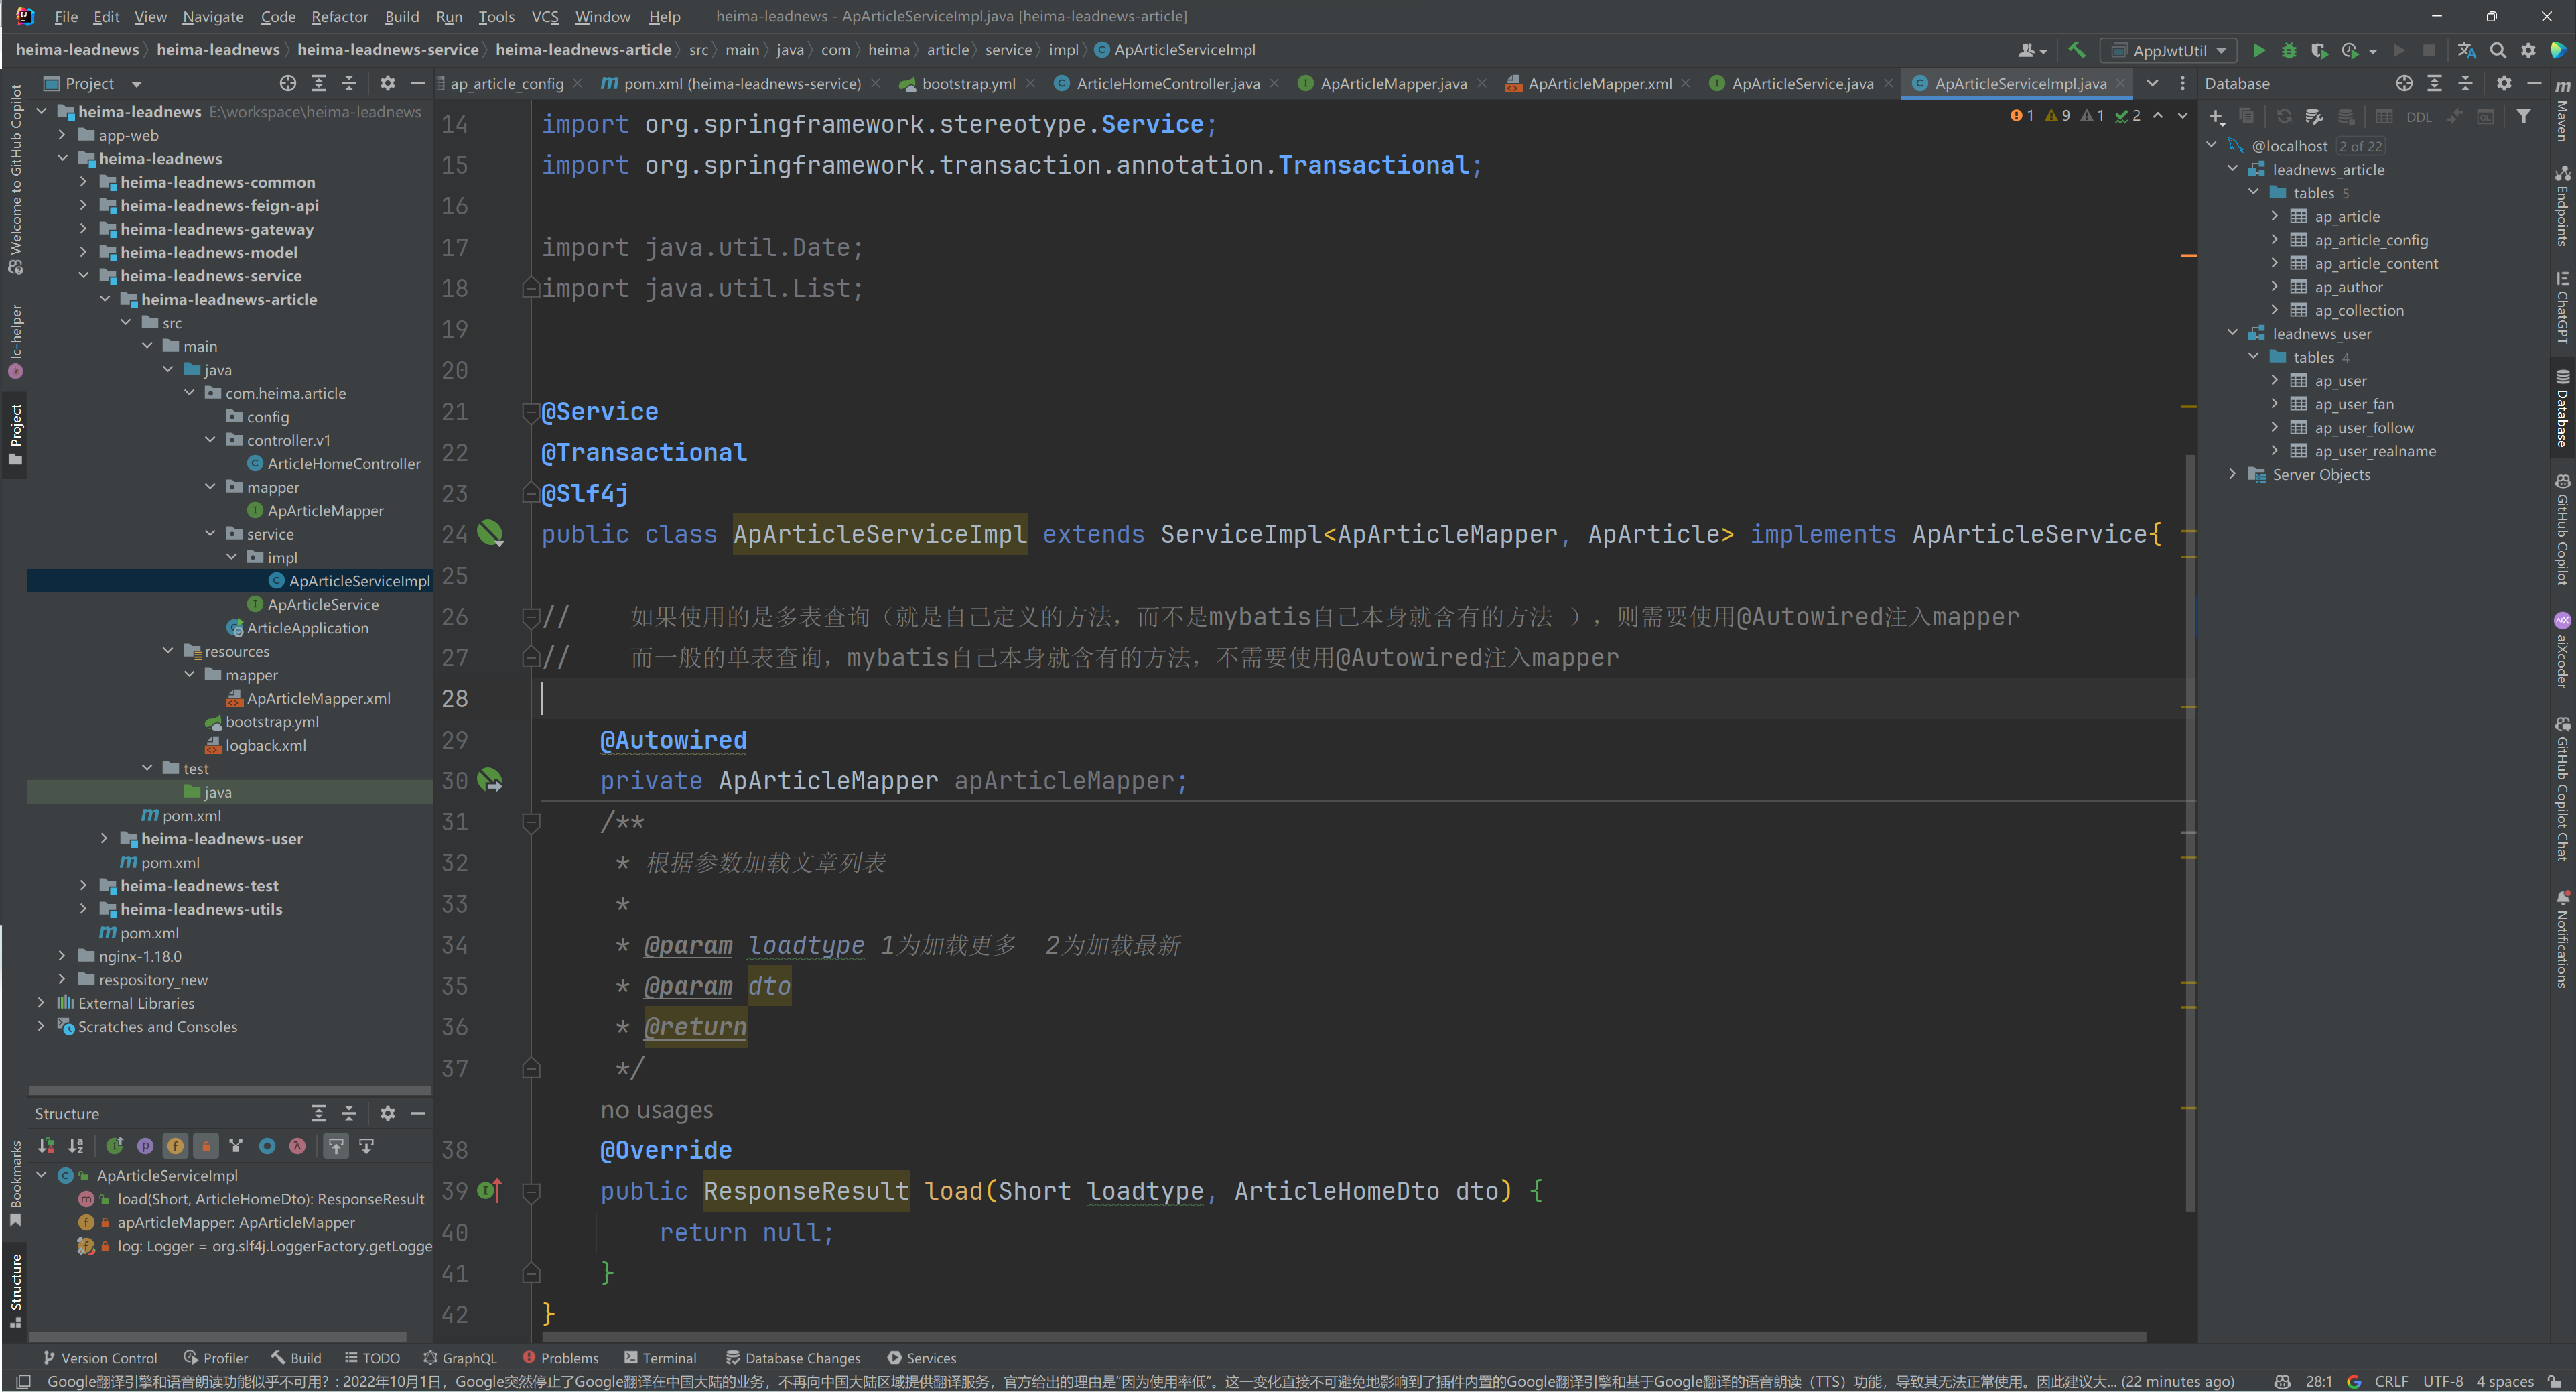 File Edit View Navigate Code Refactor Build Run Tools VCS Window Help heima-leadnews - ApArticleServiceImpl.java [heima-leadnews-article]
heima-leadnews heima-leadnews heima-leadnews-service heima-leadnews-article src main java com heima article service impl ApArticleServiceImpl AppJwtUtil
Project
ap_article_config pom.xml (heima-leadnews-service) bootstrap.yml ArticleHomeController.java ApArticleMapper.java ApArticleMapper.xml ApArticleService.java ApArticleServiceImpl.java
Welcome to GitHub Copilot
lc-helper
Project
Bookmarks
Structure
heima-leadnews E:\workspace\heima-leadnews
app-web
heima-leadnews
heima-leadnews-common
heima-leadnews-feign-api
heima-leadnews-gateway
heima-leadnews-model
heima-leadnews-service
heima-leadnews-article
src
main
java
com.heima.article
config
controller.v1
ArticleHomeController
mapper
ApArticleMapper
service
impl
ApArticleServiceImpl
ApArticleService
ArticleApplication
resources
mapper
ApArticleMapper.xml
bootstrap.yml
logback.xml
test
java
pom.xml
heima-leadnews-user
pom.xml
heima-leadnews-test
heima-leadnews-utils
pom.xml
nginx-1.18.0
respository_new
External Libraries
Scratches and Consoles
Structure
ApArticleServiceImpl
load(Short, ArticleHomeDto): ResponseResult
apArticleMapper: ApArticleMapper
log: Logger = org.slf4j.LoggerFactory.getLogge
1 9 1 2
14 import org.springframework.stereotype.Service;
15 import org.springframework.transaction.annotation.Transactional;
16
17 import java.util.Date;
18 import java.util.List;
19
20
21 @Service
22 @Transactional
23 @Slf4j
24 public class ApArticleServiceImpl extends ServiceImpl<ApArticleMapper, ApArticle> implements ApArticleService{
25
26 // 如果使用的是多表查询（就是自己定义的方法，而不是mybatis自己本身就含有的方法 ），则需要使用@Autowired注入mapper
27 // 而一般的单表查询，mybatis自己本身就含有的方法，不需要使用@Autowired注入mapper
28
29 @Autowired
30 private ApArticleMapper apArticleMapper;
31 /**
32 * 根据参数加载文章列表
33 *
34 * @param loadtype 1为加载更多 2为加载最新
35 * @param dto
36 * @return
37 */
no usages
38 @Override
39 public ResponseResult load(Short loadtype, ArticleHomeDto dto) {
40 return null;
41 }
42 }
Database
DDL
@localhost 2 of 22
leadnews_article
tables 5
ap_article
ap_article_config
ap_article_content
ap_author
ap_collection
leadnews_user
tables 4
ap_user
ap_user_fan
ap_user_follow
ap_user_realname
Server Objects
Maven
Endpoints
ChatGPT
Database
GitHub Copilot
aiXcoder
GitHub Copilot Chat
Notifications
Version Control Profiler Build TODO GraphQL Problems Terminal Database Changes Services
Google翻译引擎和语音朗读功能似乎不可用？: 2022年10月1日，Google突然停止了Google翻译在中国大陆的业务，不再向中国大陆区域提供翻译服务，官方给出的理由是“因为使用率低”。这一变化直接不可避免地影响到了插件内置的Google翻译引擎和基于Google翻译的语音朗读（TTS）功能，导致其无法正常使用。因此建议大... (22 minutes ago) 28:1 CRLF UTF-8 4 spaces